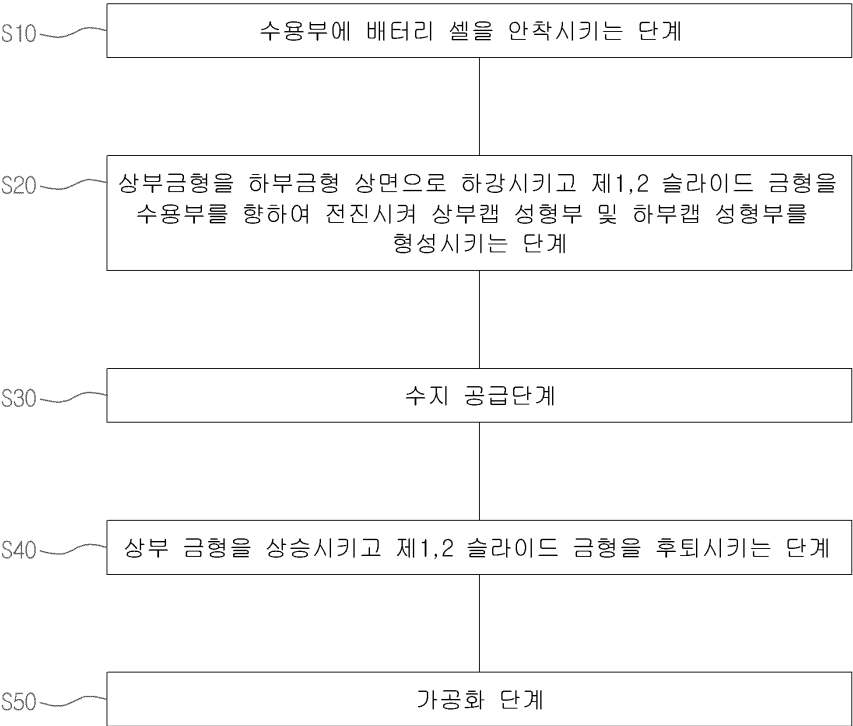 S10
수용부에 배터리 셀을 안착시키는 단계
S20
상부금형을 하부금형 상면으로 하강시키고 제1,2 슬라이드 금형을
수용부를 향하여 전진시켜 상부캡 성형부 및 하부캡 성형부를
형성시키는 단계
S30
수지 공급단계
S40
상부 금형을 상승시키고 제1,2 슬라이드 금형을 후퇴시키는 단계
S50
가공화 단계